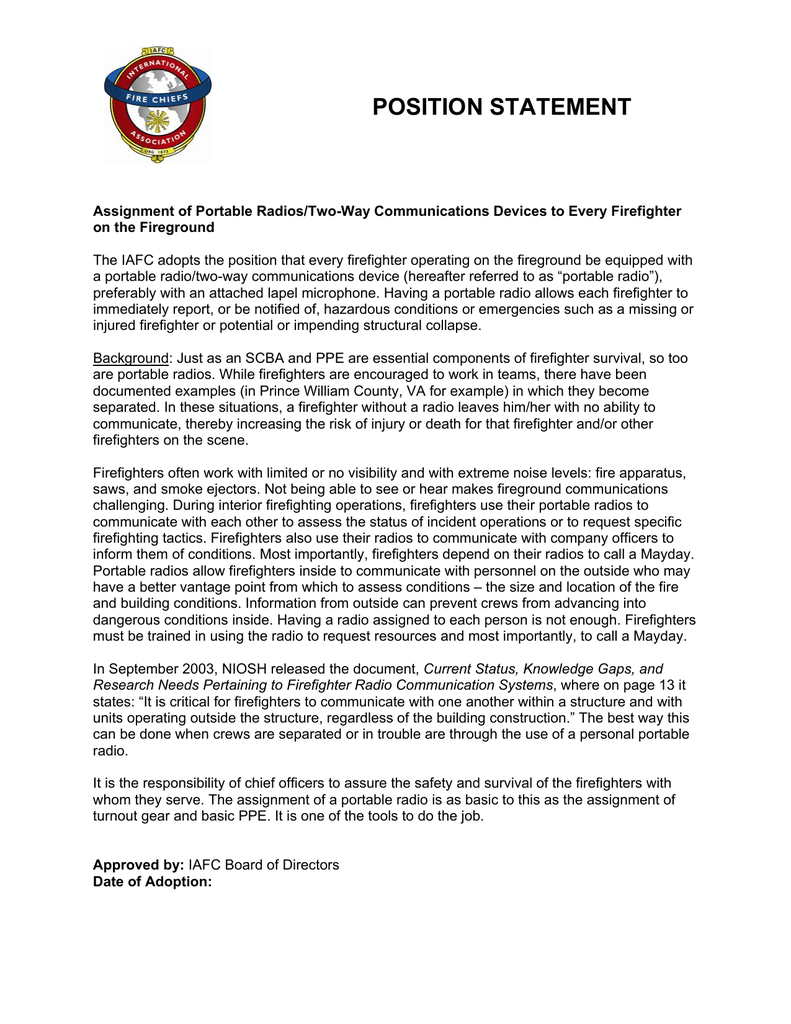 IAFC
INTERNATIONAL
FIRE CHIEFS
ASSOCIATION
ORG. 1873
POSITION STATEMENT
Assignment of Portable Radios/Two-Way Communications Devices to Every Firefighter
on the Fireground
The IAFC adopts the position that every firefighter operating on the fireground be equipped with
a portable radio/two-way communications device (hereafter referred to as “portable radio”),
preferably with an attached lapel microphone. Having a portable radio allows each firefighter to
immediately report, or be notified of, hazardous conditions or emergencies such as a missing or
injured firefighter or potential or impending structural collapse.
Background: Just as an SCBA and PPE are essential components of firefighter survival, so too
are portable radios. While firefighters are encouraged to work in teams, there have been
documented examples (in Prince William County, VA for example) in which they become
separated. In these situations, a firefighter without a radio leaves him/her with no ability to
communicate, thereby increasing the risk of injury or death for that firefighter and/or other
firefighters on the scene.
Firefighters often work with limited or no visibility and with extreme noise levels: fire apparatus,
saws, and smoke ejectors. Not being able to see or hear makes fireground communications
challenging. During interior firefighting operations, firefighters use their portable radios to
communicate with each other to assess the status of incident operations or to request specific
firefighting tactics. Firefighters also use their radios to communicate with company officers to
inform them of conditions. Most importantly, firefighters depend on their radios to call a Mayday.
Portable radios allow firefighters inside to communicate with personnel on the outside who may
have a better vantage point from which to assess conditions – the size and location of the fire
and building conditions. Information from outside can prevent crews from advancing into
dangerous conditions inside. Having a radio assigned to each person is not enough. Firefighters
must be trained in using the radio to request resources and most importantly, to call a Mayday.
In September 2003, NIOSH released the document, Current Status, Knowledge Gaps, and
Research Needs Pertaining to Firefighter Radio Communication Systems, where on page 13 it
states: “It is critical for firefighters to communicate with one another within a structure and with
units operating outside the structure, regardless of the building construction.” The best way this
can be done when crews are separated or in trouble are through the use of a personal portable
radio.
It is the responsibility of chief officers to assure the safety and survival of the firefighters with
whom they serve. The assignment of a portable radio is as basic to this as the assignment of
turnout gear and basic PPE. It is one of the tools to do the job.
Approved by: IAFC Board of Directors
Date of Adoption: